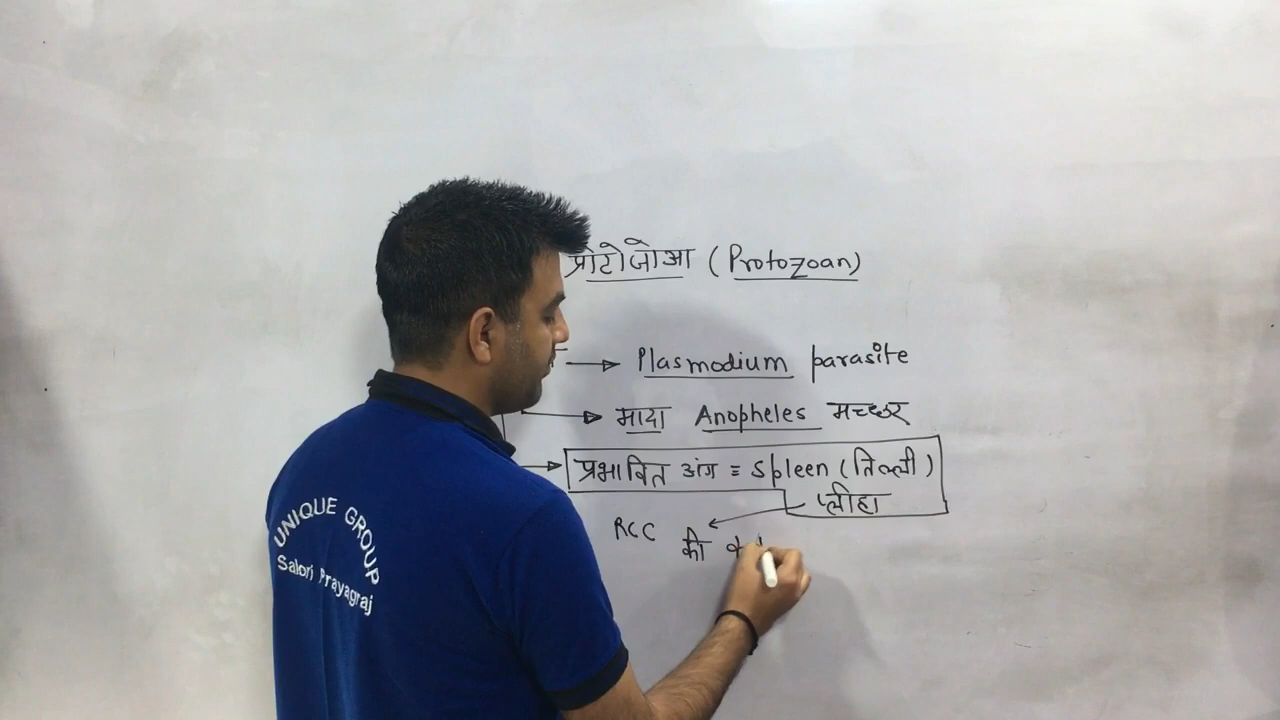 प्रोटोजोआ (Protozoan)
→ Plasmodium parasite
→ मादा Anopheles मच्छर
→ प्रभावित अंग = Spleen (तिल्ली)
प्लीहा
RCC की
UNIQUE GROUP
Salori Prayagraj